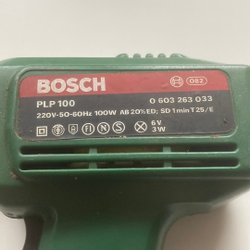 BOSCH
OBZ
PLP 100 0 603 263 033
220V-50-60Hz 100W AB 20%ED; SD 1 min T 25/E
6V
3W